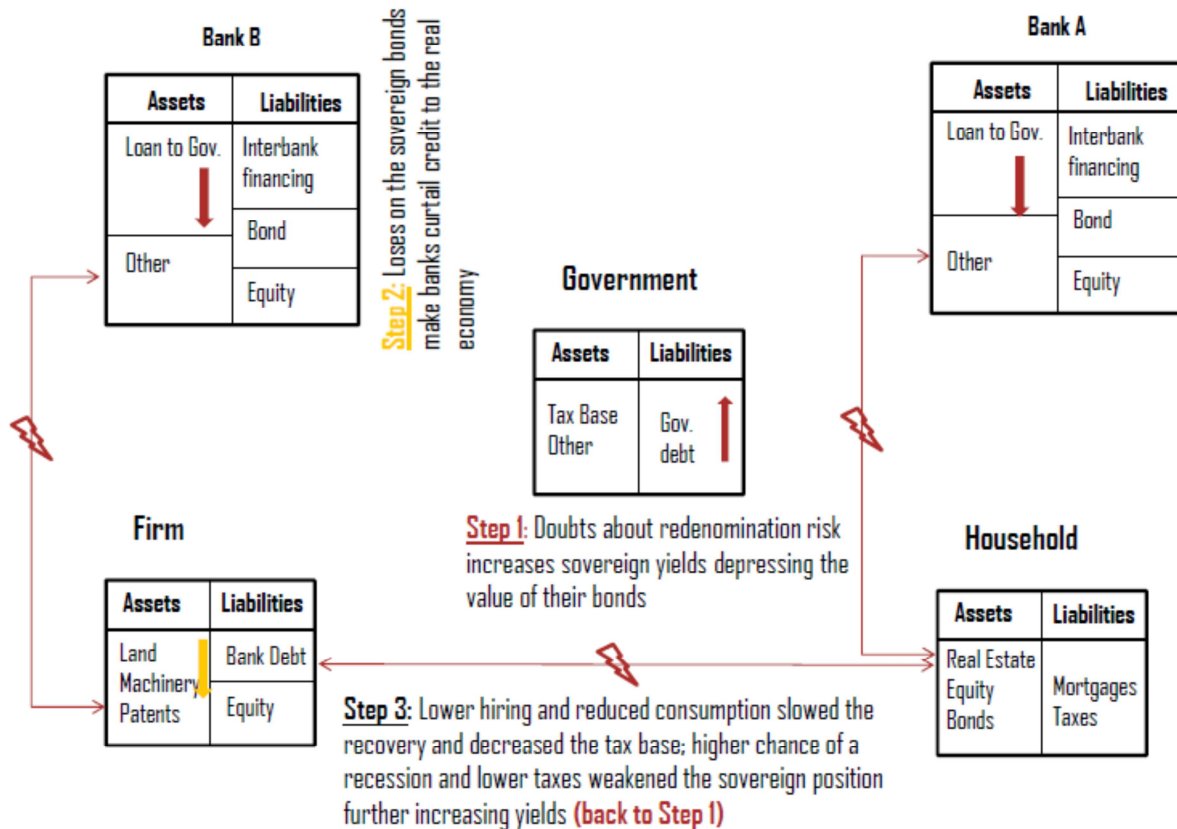 Bank B
Assets
Liabilities
Loan to Gov.
Interbank
financing
Bond
Other
Equity
Step 2: Loses on the sovereign bonds
make banks curtail credit to the real
economy
Bank A
Assets
Liabilities
Loan to Gov.
Interbank
financing
Bond
Other
Equity
Government
Assets
Liabilities
Tax Base
Other
Gov.
debt
Step 1: Doubts about redenomination risk
increases sovereign yields depressing the
value of their bonds
Firm
Assets
Liabilities
Land
Machinery
Patents
Bank Debt
Equity
Household
Assets
Liabilities
Real Estate
Equity
Bonds
Mortgages
Taxes
Step 3: Lower hiring and reduced consumption slowed the
recovery and decreased the tax base; higher chance of a
recession and lower taxes weakened the sovereign position
further increasing yields (back to Step 1)